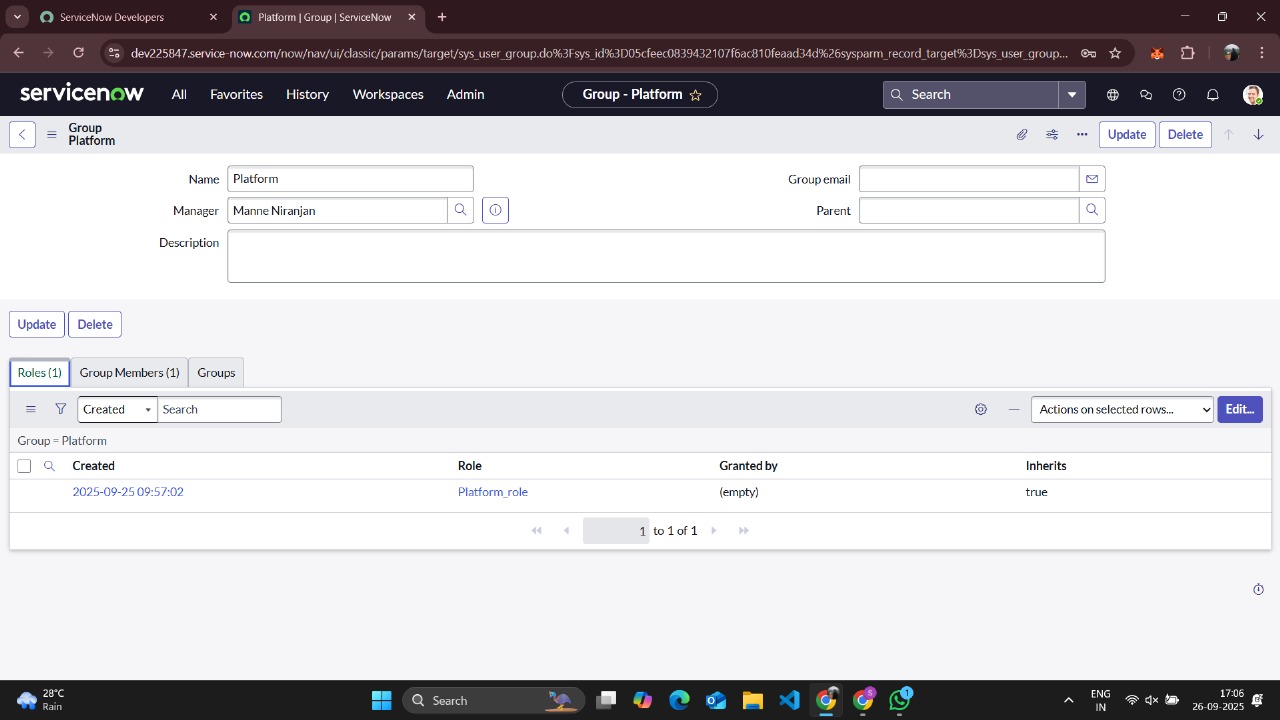 ServiceNow Developers
Platform | Group | ServiceNow
dev225847.service-now.com/now/nav/ui/classic/params/target/sys_user_group.do%3Fsys_id%3D05cfeec0839432107f6ac810feaad34d%26sysparm_record_target%3Dsys_user_group...
servicenow All Favorites History Workspaces Admin Group - Platform Search
Group
Platform
Update Delete
Name Platform Group email
Manager Manne Niranjan Parent
Description
Update Delete
Roles (1) Group Members (1) Groups
Created Search Actions on selected rows... Edit...
Group = Platform
Created Role Granted by Inherits
2025-09-25 09:57:02 Platform_role (empty) true
1 to 1 of 1
28°C
Rain
Search
S
1
ENG
IN
17:06
26-09-2025